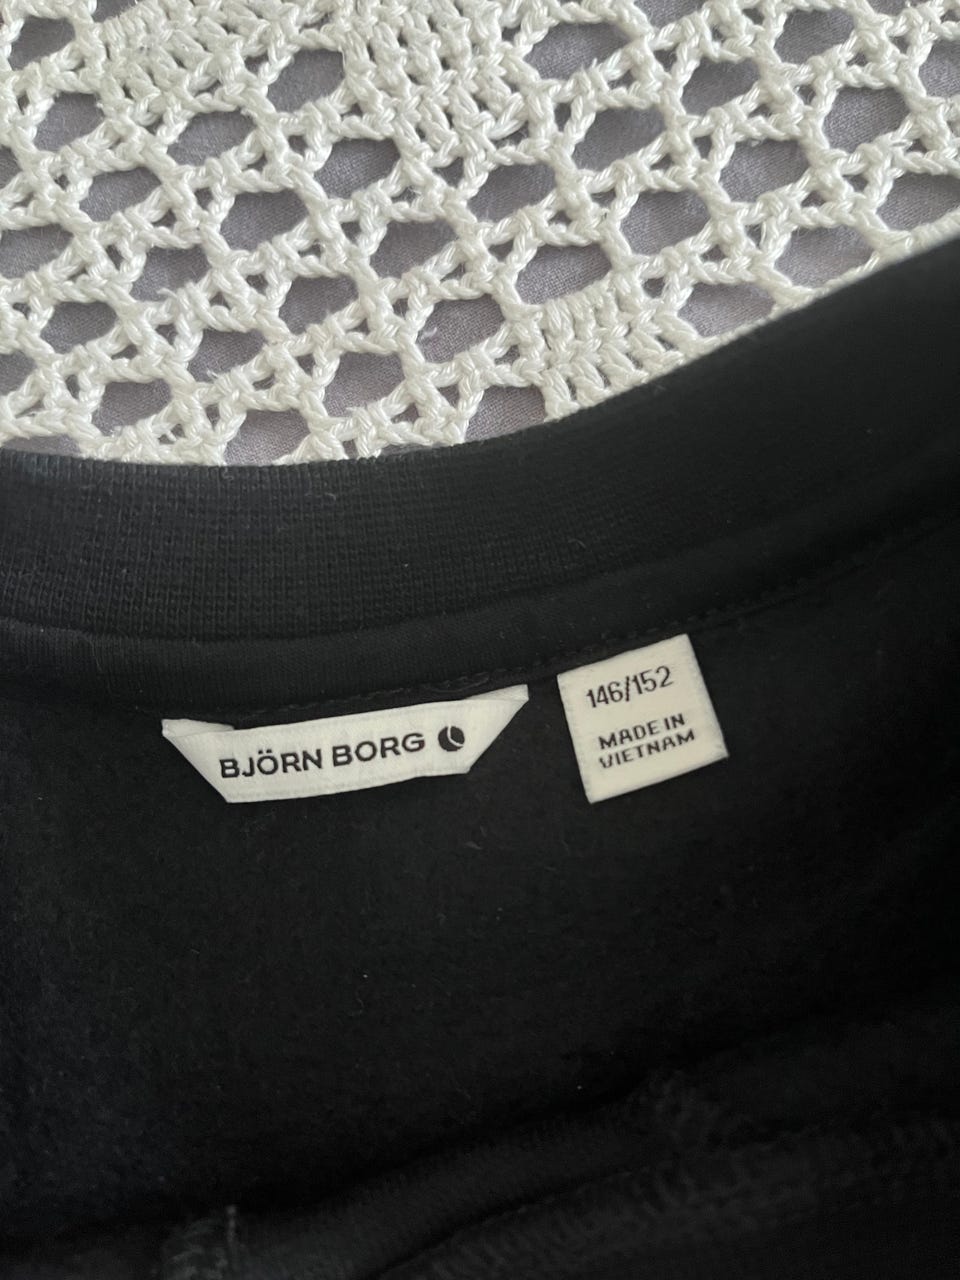 BJÖRN BORG
146/152
MADE IN
VIETNAM